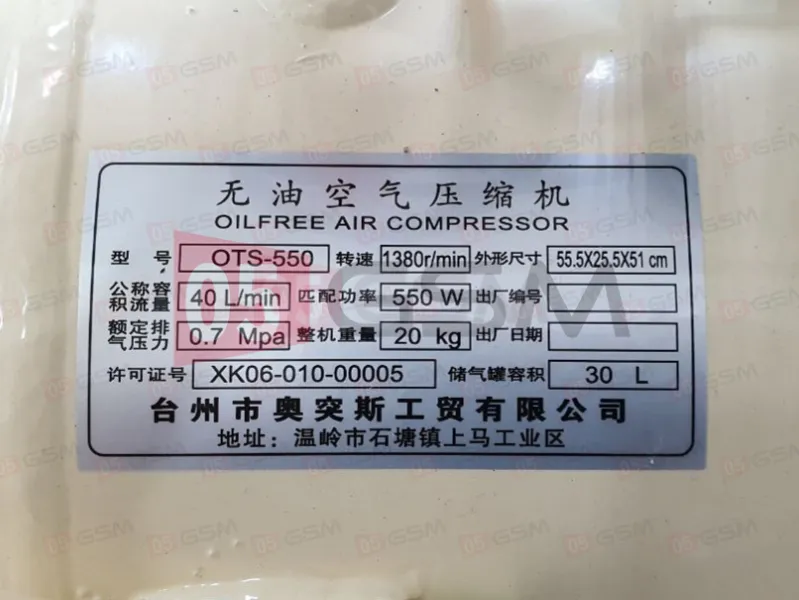 无油空气压缩机
OILFREE AIR COMPRESSOR
型号 OTS-550 转速 1380r/min 外形尺寸 55.5X25.5X51 cm
公称容积流量 40 L/min 匹配功率 550 W 出厂编号
额定排气压力 0.7 Mpa 整机重量 20 kg 出厂日期
许可证号 XK06-010-00005 储气罐容积 30 L
台州市奥突斯工贸有限公司
地址：温岭市石塘镇上马工业区
05GSM